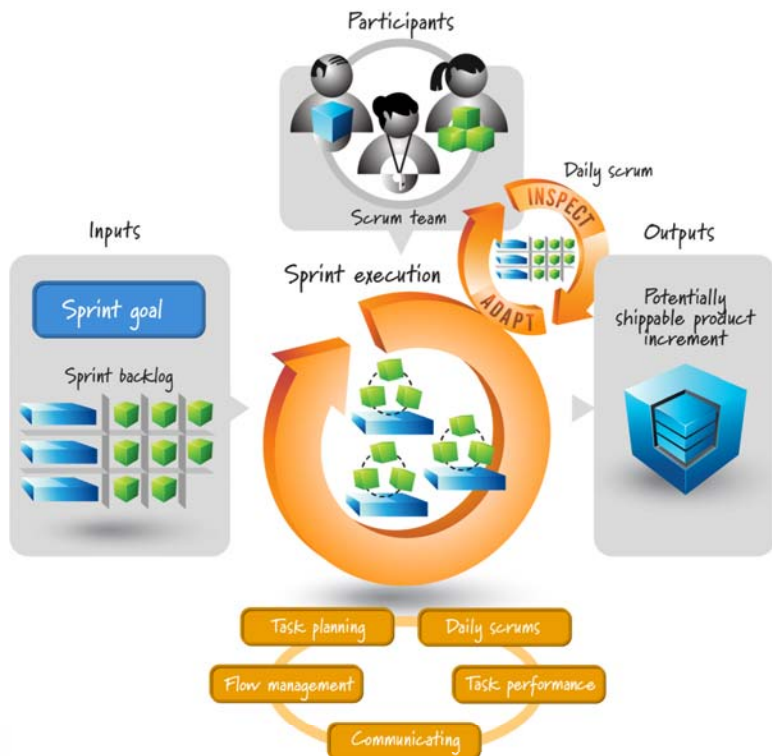 Participants
Scrum team
Daily scrum
INSPECT
ADAPT
Inputs
Sprint goal
Sprint backlog
Sprint execution
Outputs
Potentially
shippable product
increment
Task planning
Daily scrums
Flow management
Task performance
Communicating